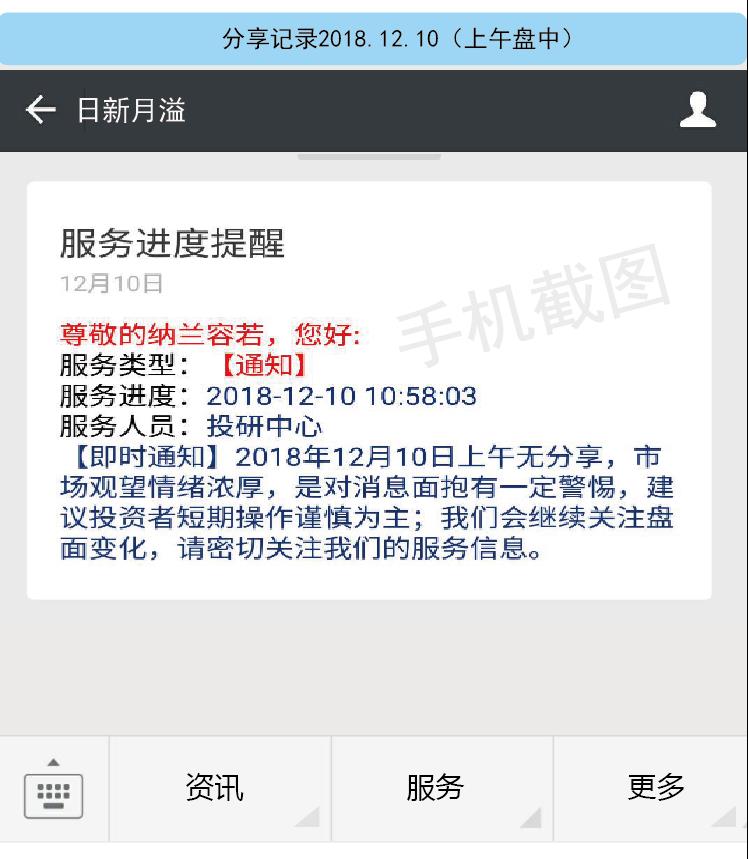 分享记录2018.12.10（上午盘中）
日新月溢
服务进度提醒
12月10日
手机截图
尊敬的纳兰容若，您好:
服务类型：【通知】
服务进度：2018-12-10 10:58:03
服务人员：投研中心
【即时通知】2018年12月10日上午无分享，市
场观望情绪浓厚，是对消息面抱有一定警惕，建
议投资者短期操作谨慎为主；我们会继续关注盘
面变化，请密切关注我们的服务信息。
资讯
服务
更多